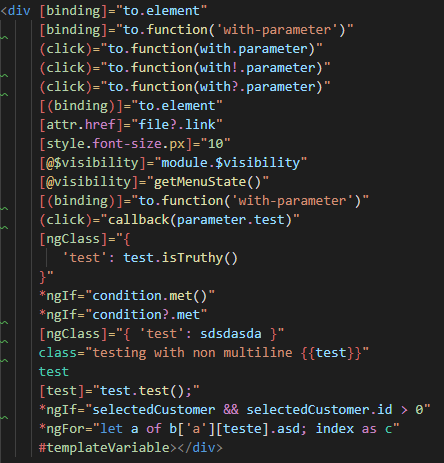 <div [binding]="to.element"
[binding]="to.function('with-parameter')"
(click)="to.function(with.parameter)"
(click)="to.function(with!.parameter)"
(click)="to.function(with?.parameter)"
[(binding)]="to.element"
[attr.href]="file?.link"
[style.font-size.px]="10"
[@$visibility]="module.$visibility"
[@visibility]="getMenuState()"
[(binding)]="to.function('with-parameter')"
(click)="callback(parameter.test)"
[ngClass]="{
'test': test.isTruthy()
}"
*ngIf="condition.met()"
*ngIf="condition?.met"
[ngClass]="{ 'test': sdsdasda }"
class="testing with non multiline {{test}}"
test
[test]="test.test();"
*ngIf="selectedCustomer && selectedCustomer.id > 0"
*ngFor="let a of b['a'][teste].asd; index as c"
#templateVariable></div>